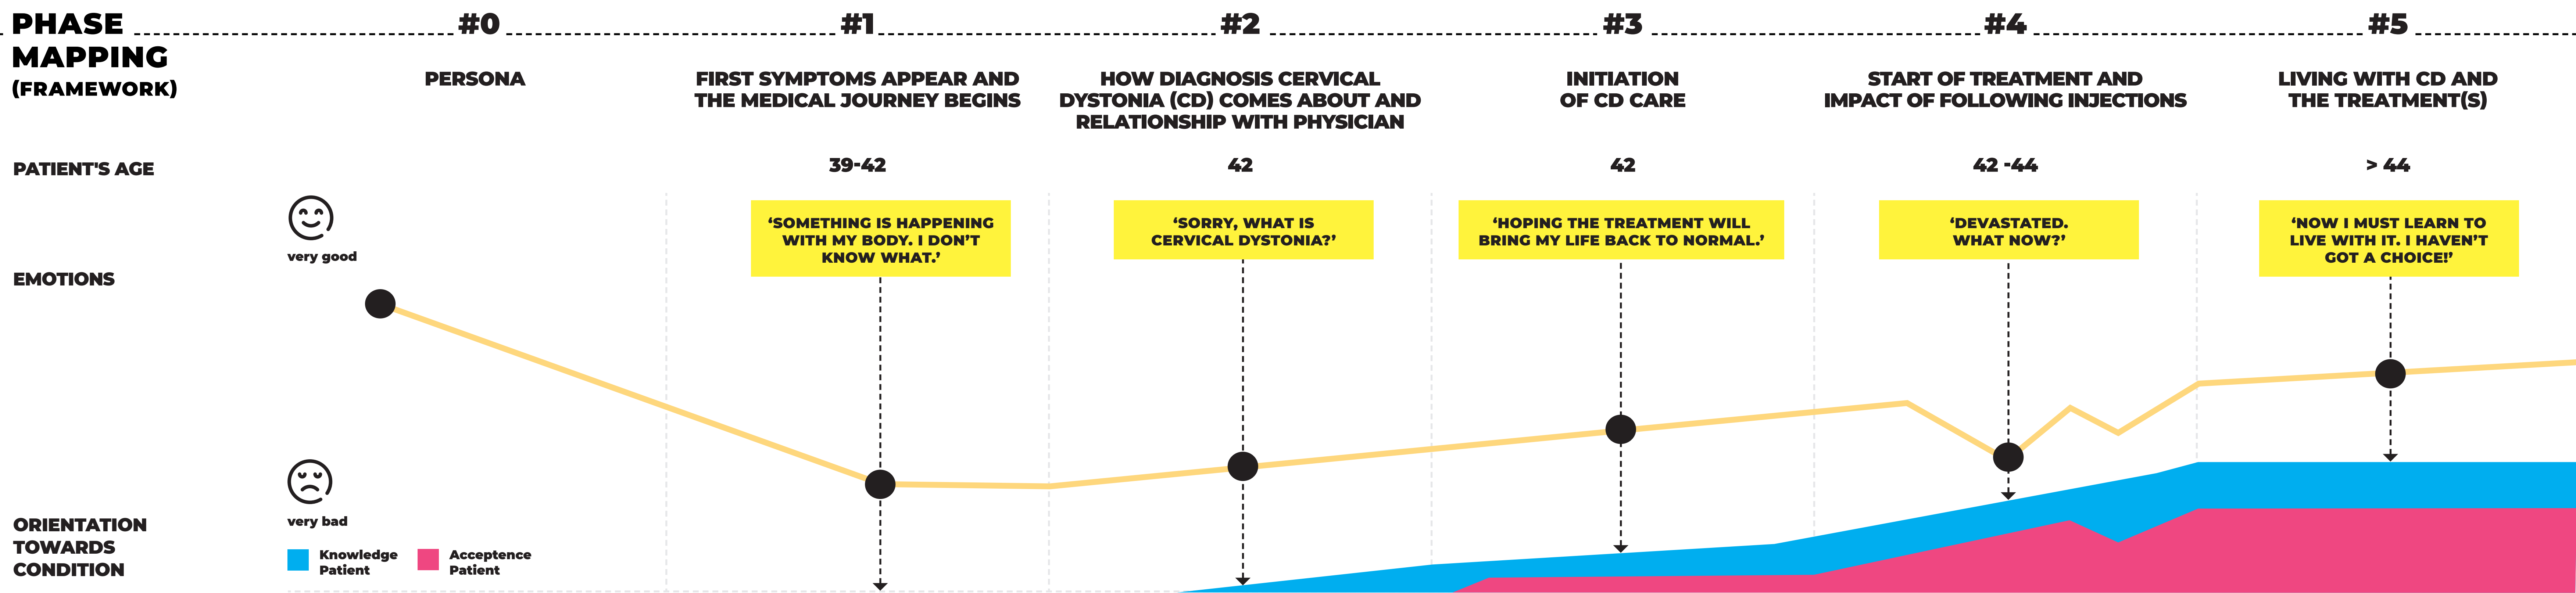 PHASE
MAPPING
(FRAMEWORK)
#0
#1
#2
#3
#4
#5
PERSONA
FIRST SYMPTOMS APPEAR AND
THE MEDICAL JOURNEY BEGINS
HOW DIAGNOSIS CERVICAL
DYSTONIA (CD) COMES ABOUT AND
RELATIONSHIP WITH PHYSICIAN
INITIATION
OF CD CARE
START OF TREATMENT AND
IMPACT OF FOLLOWING INJECTIONS
LIVING WITH CD AND
THE TREATMENT(S)
PATIENT'S AGE
39-42
42
42
42 -44
> 44
EMOTIONS
very good
‘SOMETHING IS HAPPENING
WITH MY BODY. I DON’T
KNOW WHAT.’
‘SORRY, WHAT IS
CERVICAL DYSTONIA?’
‘HOPING THE TREATMENT WILL
BRING MY LIFE BACK TO NORMAL.’
‘DEVASTATED.
WHAT NOW?’
‘NOW I MUST LEARN TO
LIVE WITH IT. I HAVEN’T
GOT A CHOICE!’
very bad
ORIENTATION
TOWARDS
CONDITION
Knowledge
Patient
Acceptence
Patient